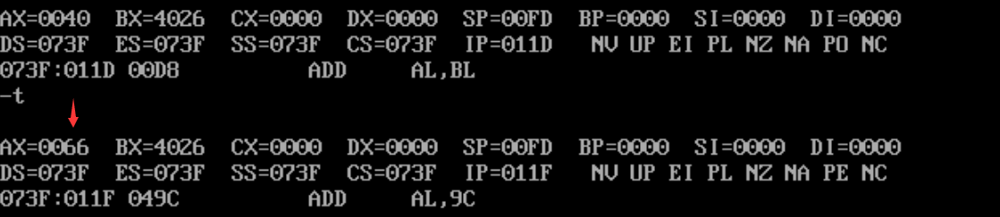 AX=0040 BX=4026 CX=0000 DX=0000 SP=00FD BP=0000 SI=0000 DI=0000
DS=073F ES=073F SS=073F CS=073F IP=011D NV UP EI PL NZ NA PO NC
073F:011D 00D8 ADD AL,BL
-t
AX=0066 BX=4026 CX=0000 DX=0000 SP=00FD BP=0000 SI=0000 DI=0000
DS=073F ES=073F SS=073F CS=073F IP=011F NV UP EI PL NZ NA PE NC
073F:011F 049C ADD AL,9C